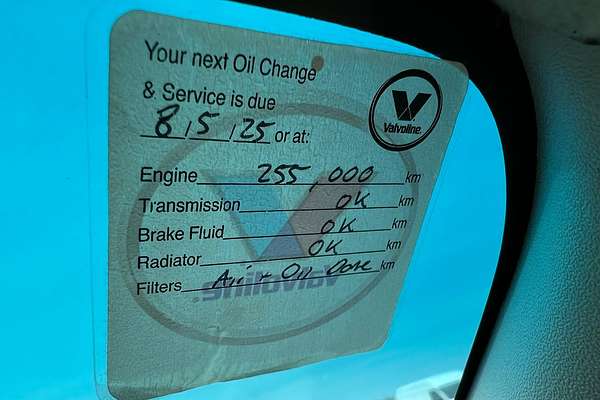 Your next Oil Change
& Service is due
8/5/25 or at:
Valvoline
Engine 255,000 km
Transmission OK km
Brake Fluid OK km
Radiator OK km
Filters Air + Oil Done km
Valvoline